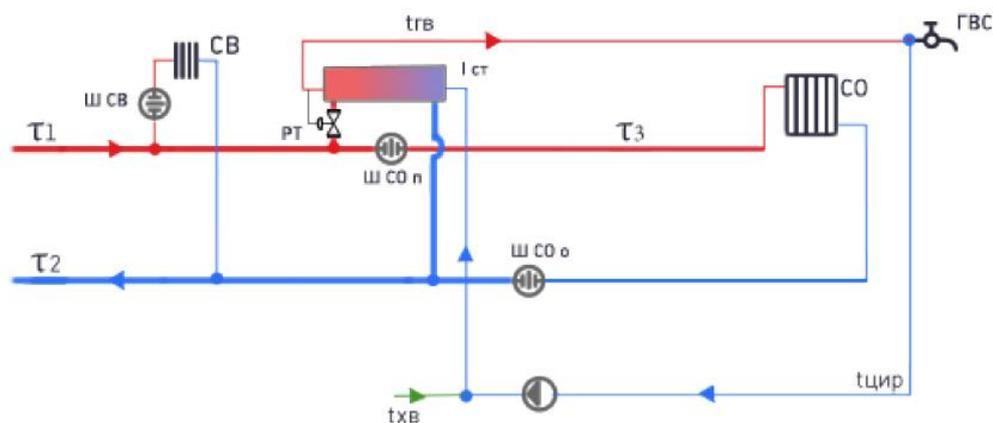 tгв
ГВС
СВ
I ст
СО
Ш СВ
РТ
τ1
τ3
Ш СО п
Ш СО о
τ2
tцир
tхв